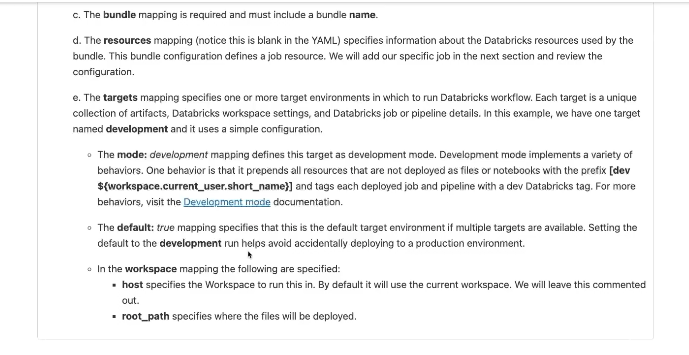 c. The bundle mapping is required and must include a bundle name.
d. The resources mapping (notice this is blank in the YAML) specifies information about the Databricks resources used by the
bundle. This bundle configuration defines a job resource. We will add our specific job in the next section and review the
configuration.
e. The targets mapping specifies one or more target environments in which to run Databricks workflow. Each target is a unique
collection of artifacts, Databricks workspace settings, and Databricks job or pipeline details. In this example, we have one target
named development and it uses a simple configuration.
◦ The mode: development mapping defines this target as development mode. Development mode implements a variety of
behaviors. One behavior is that it prepends all resources that are not deployed as files or notebooks with the prefix [dev
${workspace.current_user.short_name}] and tags each deployed job and pipeline with a dev Databricks tag. For more
behaviors, visit the Development mode documentation.
◦ The default: true mapping specifies that this is the default target environment if multiple targets are available. Setting the
default to the development run helps avoid accidentally deploying to a production environment.
◦ In the workspace mapping the following are specified:
▪ host specifies the Workspace to run this in. By default it will use the current workspace. We will leave this commented
out.
▪ root_path specifies where the files will be deployed.